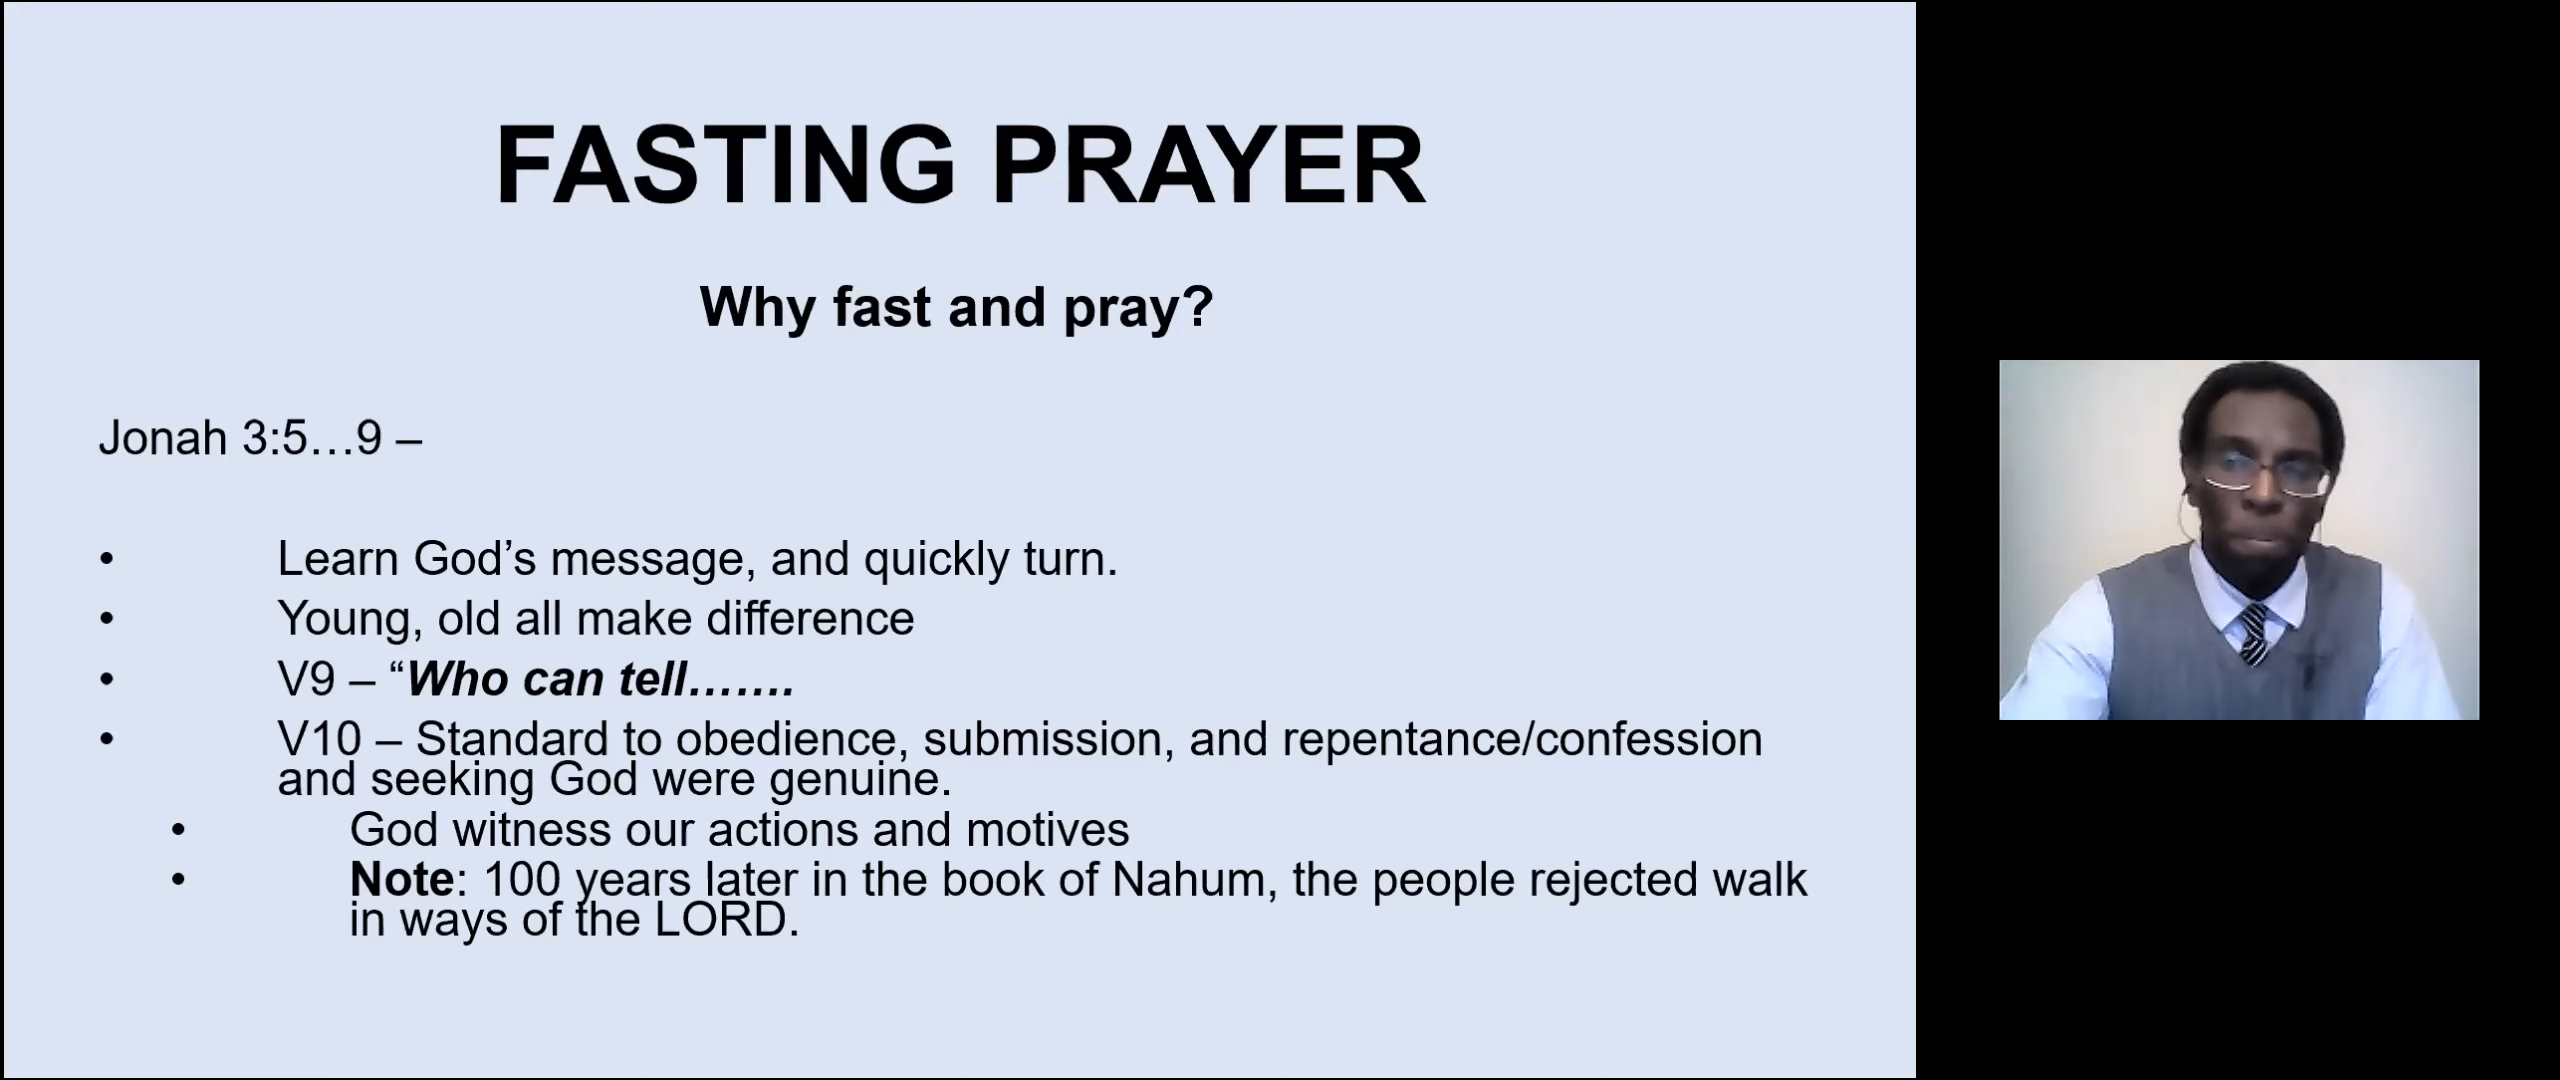 FASTING PRAYER
Why fast and pray?
Jonah 3:5…9 –
• Learn God’s message, and quickly turn.
• Young, old all make difference
• V9 – “Who can tell…….
• V10 – Standard to obedience, submission, and repentance/confession
and seeking God were genuine.
• God witness our actions and motives
• Note: 100 years later in the book of Nahum, the people rejected walk
in ways of the LORD.